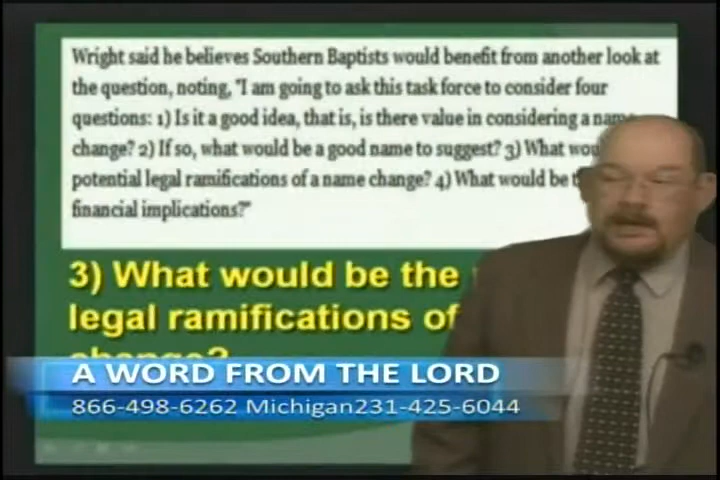 Wright said he believes Southern Baptists would benefit from another look at
the question, noting, "I am going to ask this task force to consider four
questions: 1) Is it a good idea, that is, is there value in considering a name
change? 2) If so, what would be a good name to suggest? 3) What
potential legal ramifications of a name change? 4) What would be
financial implications?"
3) What would be the
legal ramifications of
change?
A WORD FROM THE LORD
866-498-6262 Michigan231-425-6044